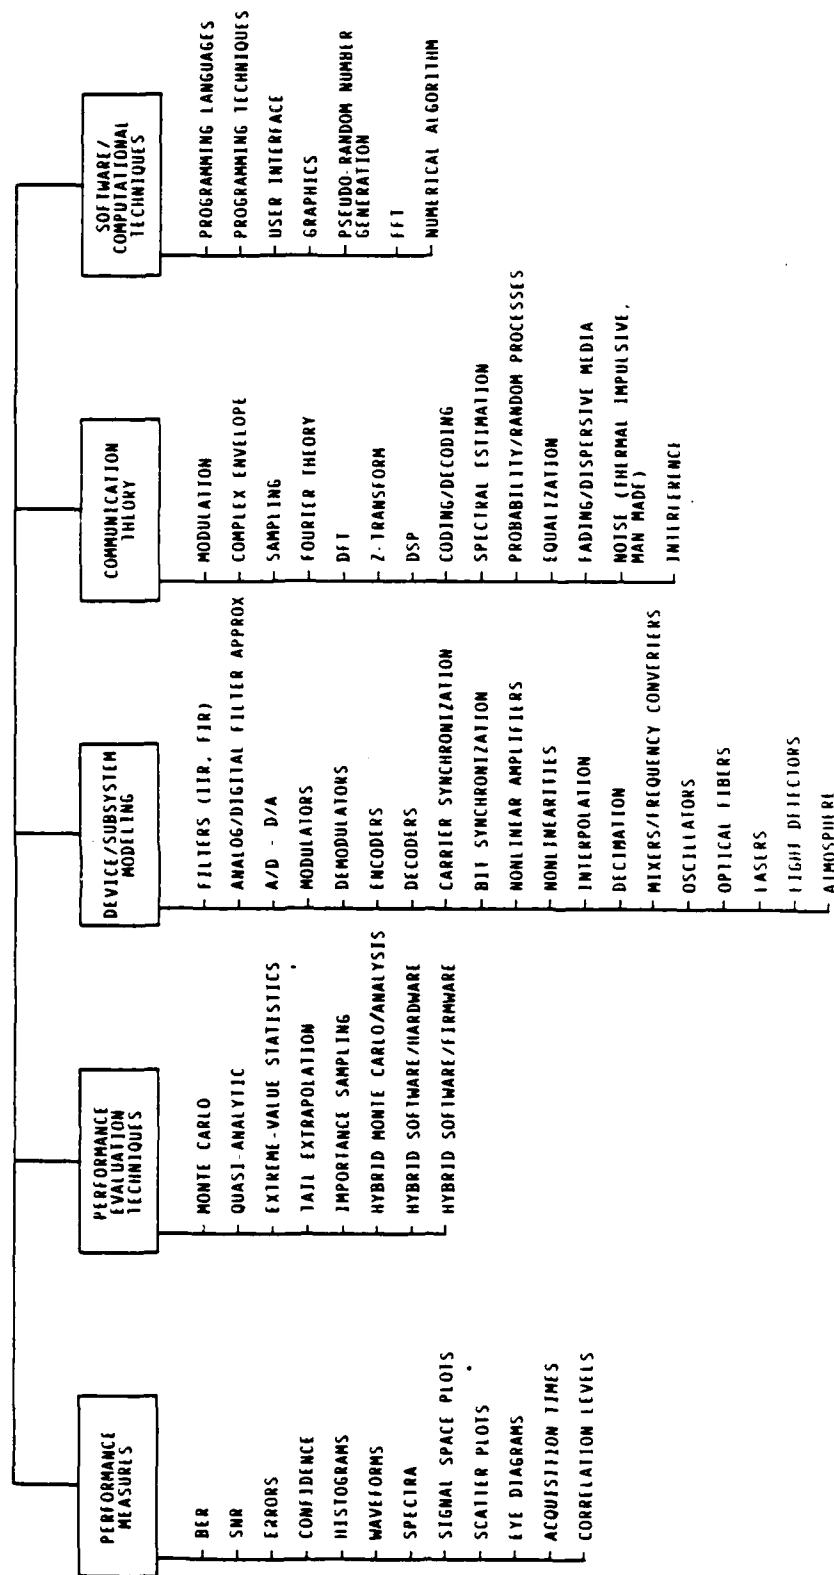 PERFORMANCE
MEASURES
BER
SNR
ERRORS
CONFIDENCE
HISTOGRAMS
WAVEFORMS
SPECTRA
SIGNAL SPACE PLOTS
SCATTER PLOTS
EYE DIAGRAMS
ACQUISITION TIMES
CORRELATION LEVELS
PERFORMANCE
EVALUATION
TECHNIQUES
MONTE CARLO
QUASI-ANALYTIC
EXTREME-VALUE STATISTICS
TAIL EXTRAPOLATION
IMPORTANCE SAMPLING
HYBRID MONTE CARLO/ANALYSIS
HYBRID SOFTWARE/HARDWARE
HYBRID SOFTWARE/FIRMWARE
DEVICE/SUBSYSTEM
MODELING
FILTERS (IIR, FIR)
ANALOG/DIGITAL FILTER APPROX
A/D - D/A
MODULATORS
DEMODULATORS
ENCODERS
DECODERS
CARRIER SYNCHRONIZATION
BIT SYNCHRONIZATION
NONLINEAR AMPLIFIERS
NONLINEARITIES
INTERPOLATION
DECIMATION
MIXERS/FREQUENCY CONVERTERS
OSCILLATORS
OPTICAL FIBERS
LASERS
LIGHT DETECTORS
ATMOSPHERE
COMMUNICATION
THEORY
MODULATION
COMPLEX ENVELOPE
SAMPLING
FOURIER THEORY
DFT
Z-TRANSFORM
DSP
CODING/DECODING
SPECTRAL ESTIMATION
PROBABILITY/RANDOM PROCESSES
EQUALIZATION
FADING/DISPERSIVE MEDIA
NOISE (THERMAL IMPULSIVE,
MAN MADE)
INTERFERENCE
SOFTWARE/
COMPUTATIONAL
TECHNIQUES
PROGRAMMING LANGUAGES
PROGRAMMING TECHNIQUES
USER INTERFACE
GRAPHICS
PSEUDO-RANDOM NUMBER
GENERATION
FFT
NUMERICAL ALGORITHM